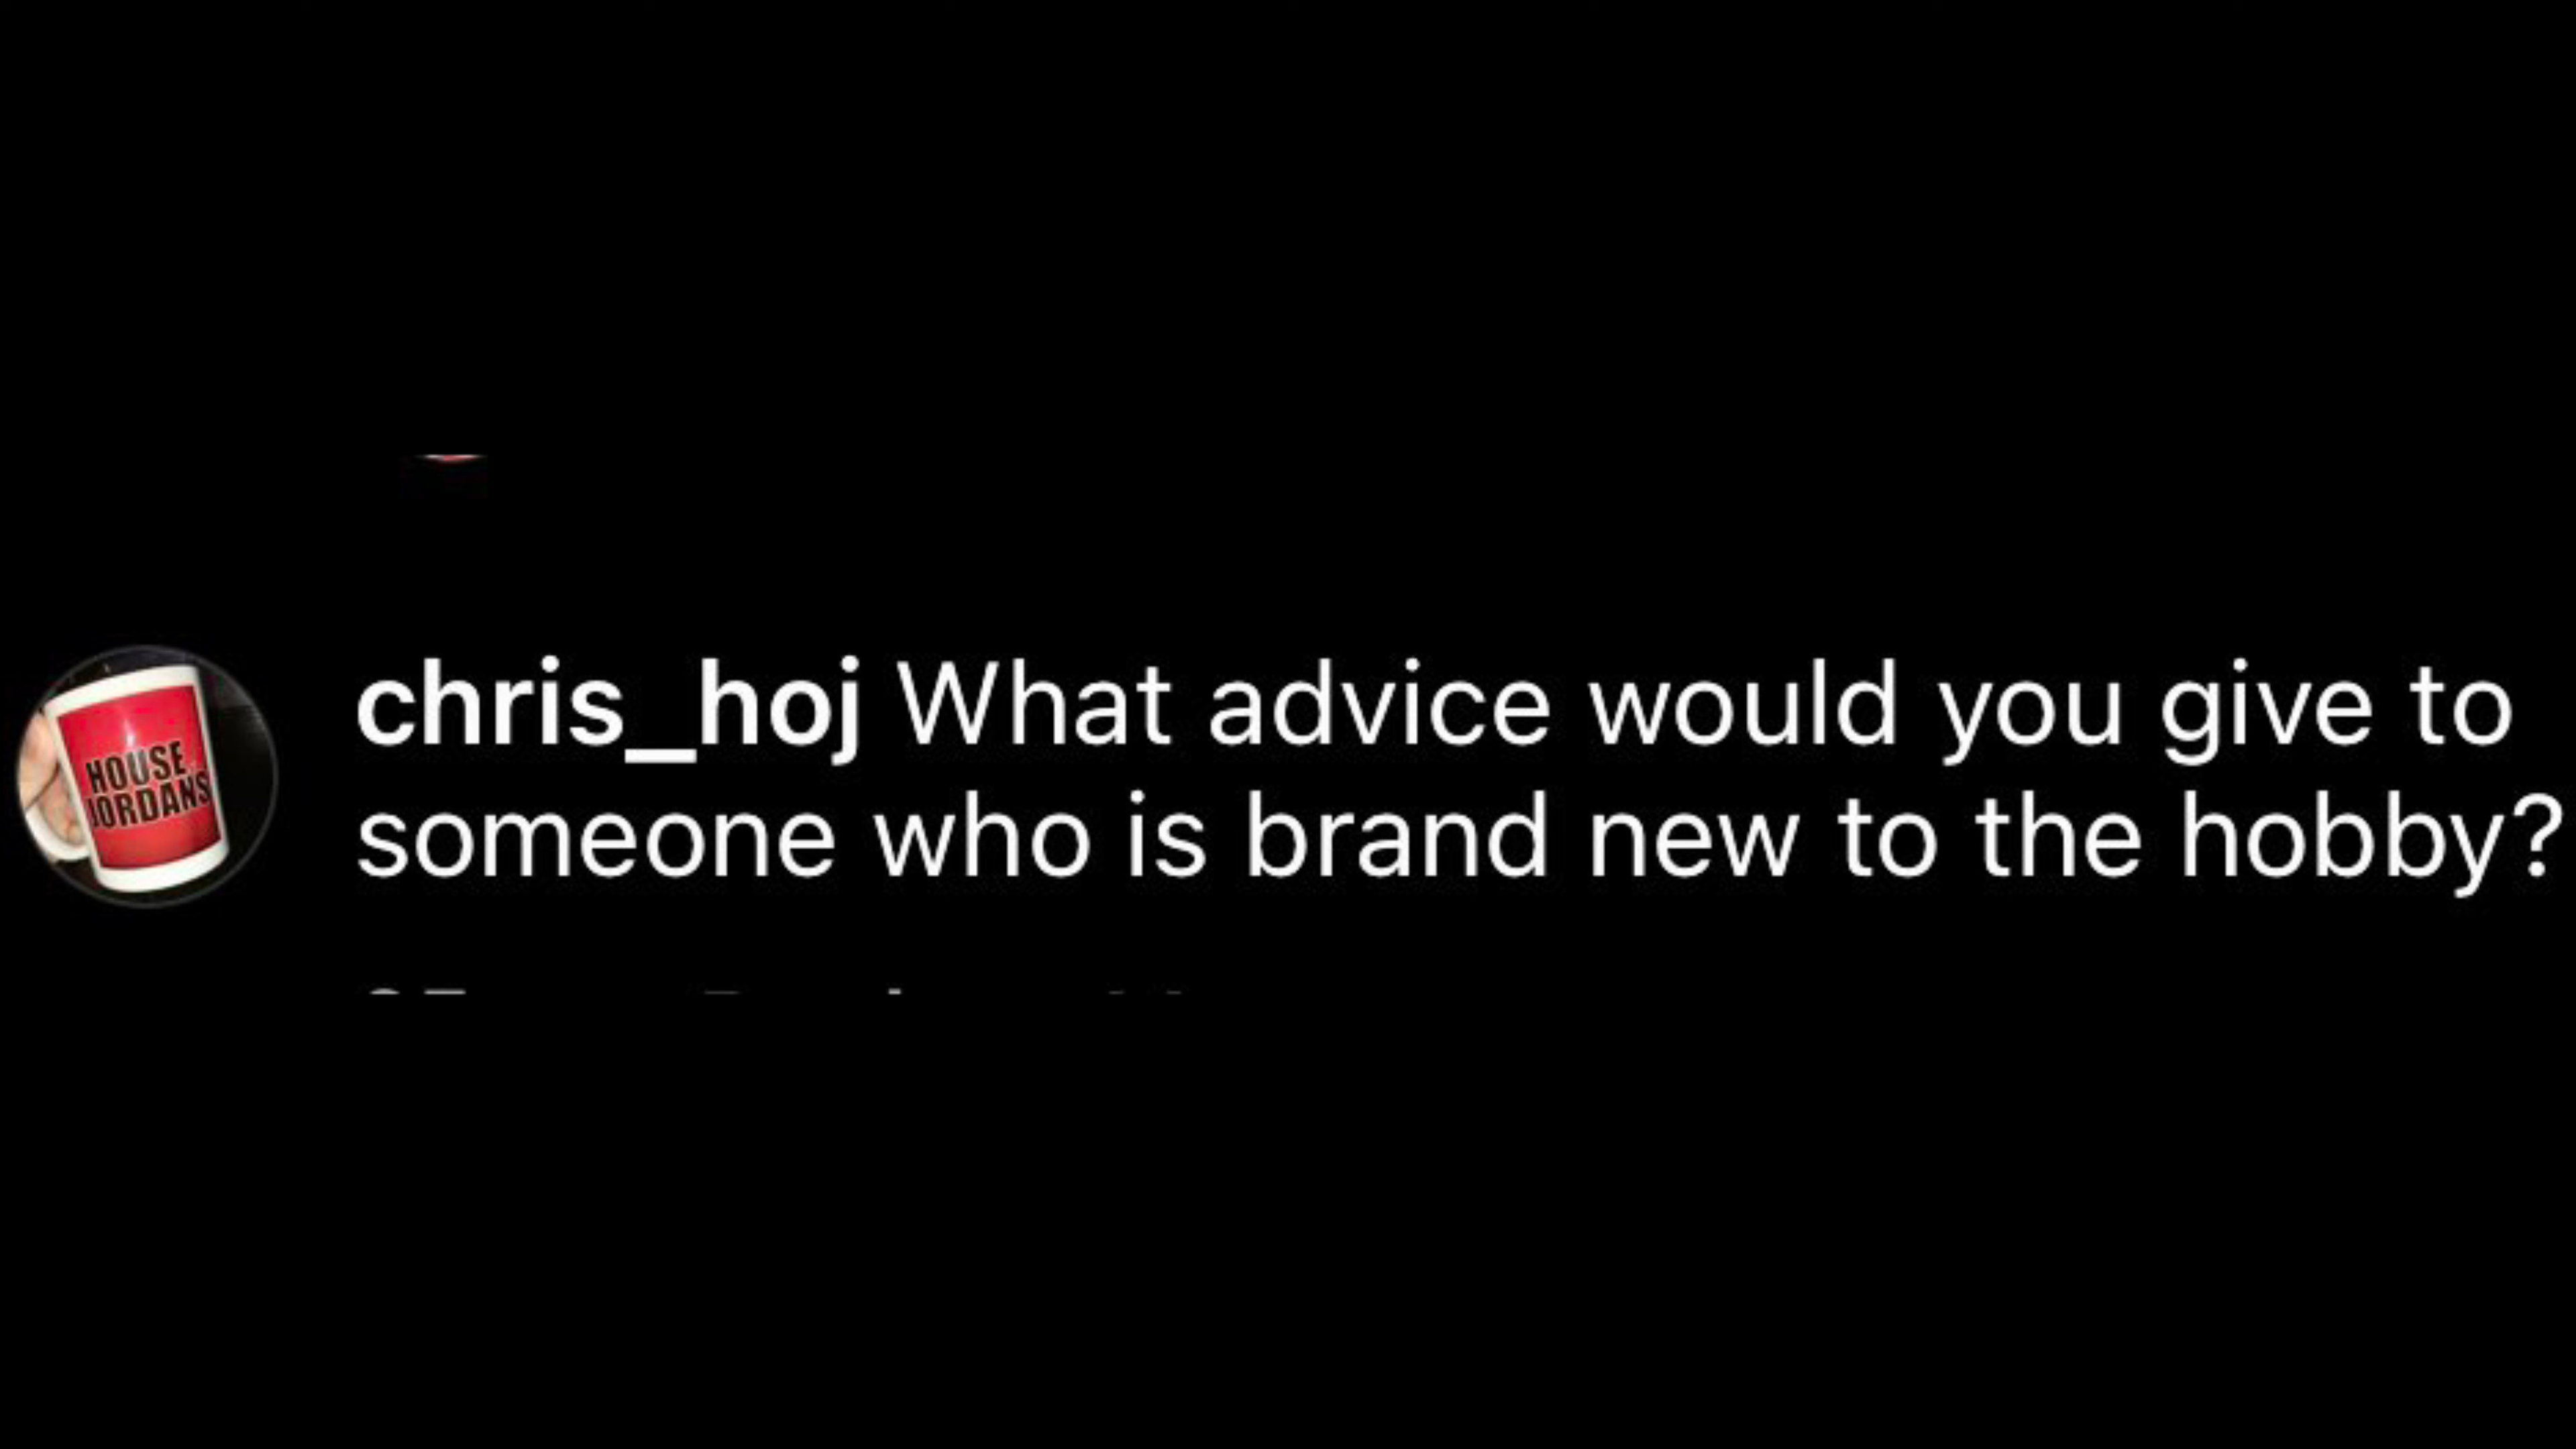 chris_hoj What advice would you give to
someone who is brand new to the hobby?
HOUSE
JORDANS